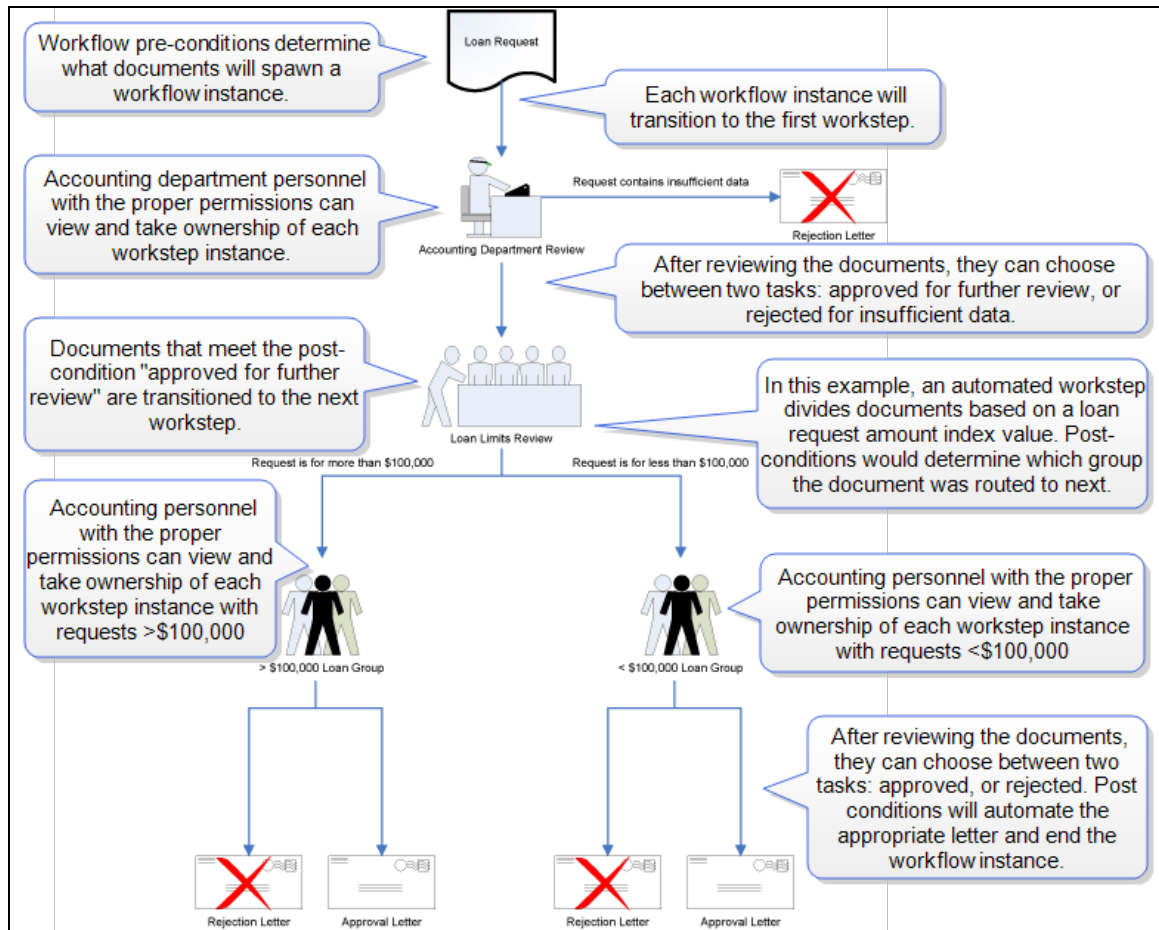 Loan Request
Workflow pre-conditions determine
what documents will spawn a
workflow instance.
Each workflow instance will
transition to the first workstep.
Accounting department personnel
with the proper permissions can
view and take ownership of each
workstep instance.
Request contains insufficient data
Rejection Letter
Accounting Department Review
After reviewing the documents, they can choose
between two tasks: approved for further review, or
rejected for insufficient data.
Documents that meet the post-
condition "approved for further
review" are transitioned to the next
workstep.
Loan Limits Review
In this example, an automated workstep
divides documents based on a loan
request amount index value. Post-
conditions would determine which group
the document was routed to next.
Request is for more than $100,000
Request is for less than $100,000
Accounting personnel
with the proper
permissions can view and
take ownership of each
workstep instance with
requests >$100,000
> $100,000 Loan Group
< $100,000 Loan Group
Accounting personnel with the proper
permissions can view and take
ownership of each workstep instance
with requests <$100,000
After reviewing the documents,
they can choose between two
tasks: approved, or rejected. Post
conditions will automate the
appropriate letter and end the
workflow instance.
Rejection Letter
Approval Letter
Rejection Letter
Approval Letter